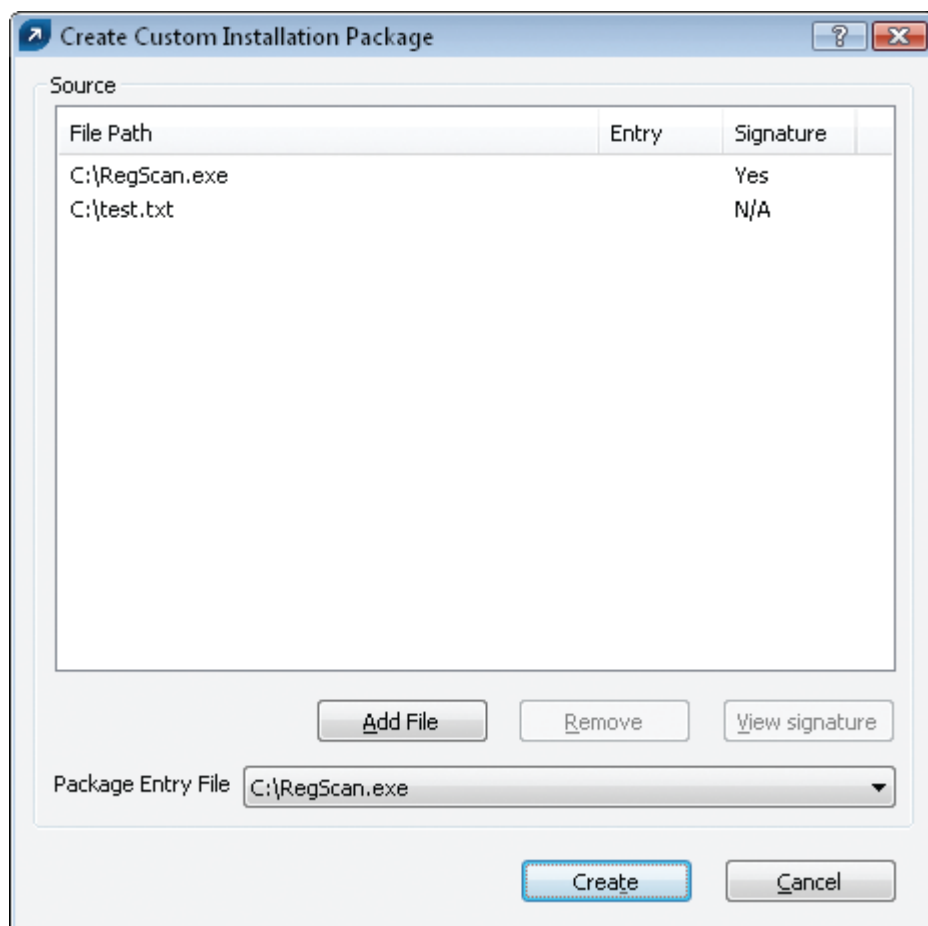 Create Custom Installation Package
?
Source
File Path Entry Signature
C:\RegScan.exe Yes
C:\test.txt N/A
Add File Remove View signature
Package Entry File C:\RegScan.exe
Create Cancel